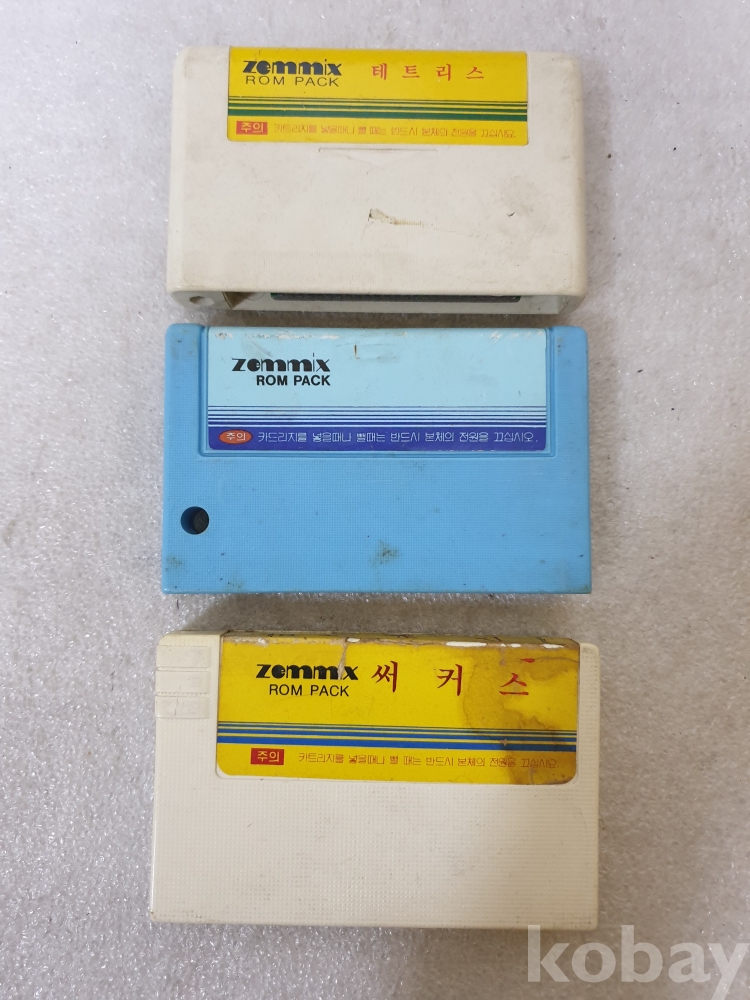 zemmix 테트리스
ROM PACK
주의 카트리지를 넣을때나 뺄 때는 반드시 본체의 전원을 끄십시오.
zemmix
ROM PACK
주의 카드리지를 넣을때나 뺄때는 반드시 본체의 전원을 끄십시오.
zemmix 써커스
ROM PACK
주의 카트리지를 넣을때나 뺄 때는 반드시 본체의 전원을 끄십시오.
kobay